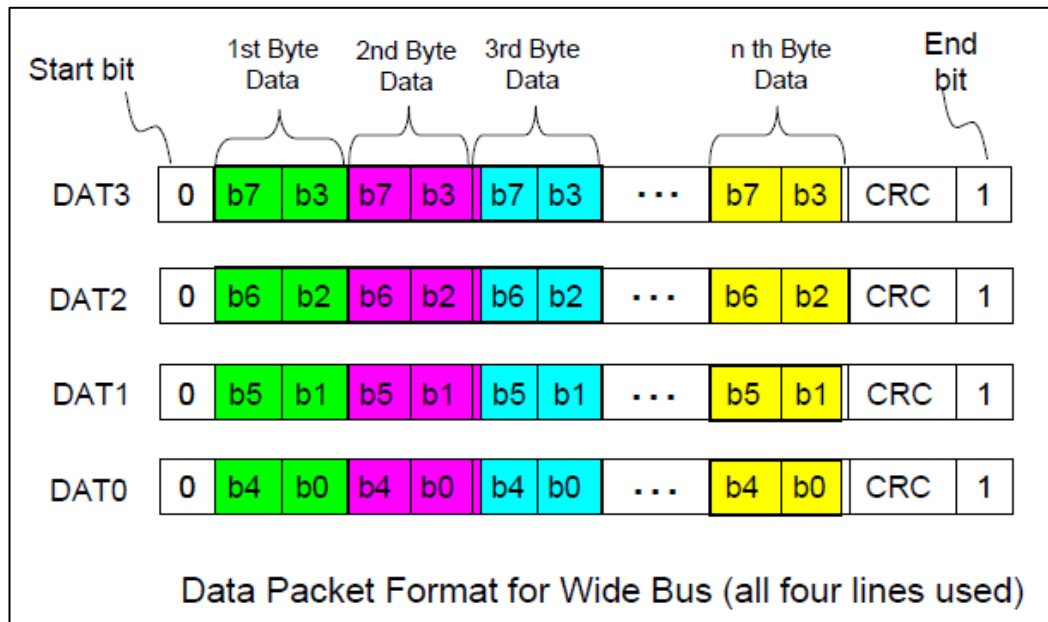 Start bit
1st Byte
Data
2nd Byte
Data
3rd Byte
Data
n th Byte
Data
End
bit
DAT3 0 b7 b3 b7 b3 b7 b3 ... b7 b3 CRC 1
DAT2 0 b6 b2 b6 b2 b6 b2 ... b6 b2 CRC 1
DAT1 0 b5 b1 b5 b1 b5 b1 ... b5 b1 CRC 1
DAT0 0 b4 b0 b4 b0 b4 b0 ... b4 b0 CRC 1
Data Packet Format for Wide Bus (all four lines used)